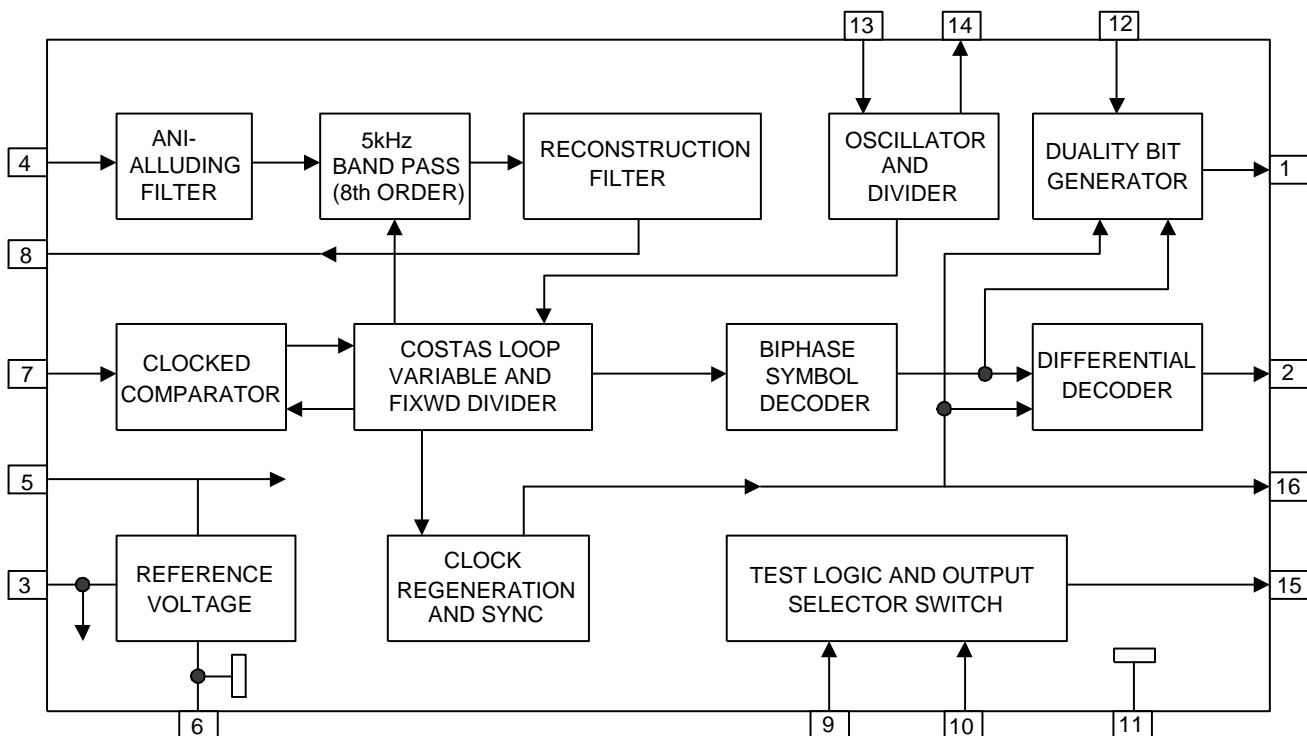 13
14
12
4
ANI-
ALLUDING
FILTER
5kHz
BAND PASS
(8th ORDER)
RECONSTRUCTION
FILTER
OSCILLATOR
AND
DIVIDER
DUALITY BIT
GENERATOR
1
8
7
CLOCKED
COMPARATOR
COSTAS LOOP
VARIABLE AND
FIXWD DIVIDER
BIPHASE
SYMBOL
DECODER
DIFFERENTIAL
DECODER
2
5
16
3
REFERENCE
VOLTAGE
CLOCK
REGENERATION
AND SYNC
TEST LOGIC AND OUTPUT
SELECTOR SWITCH
15
6
9
10
11